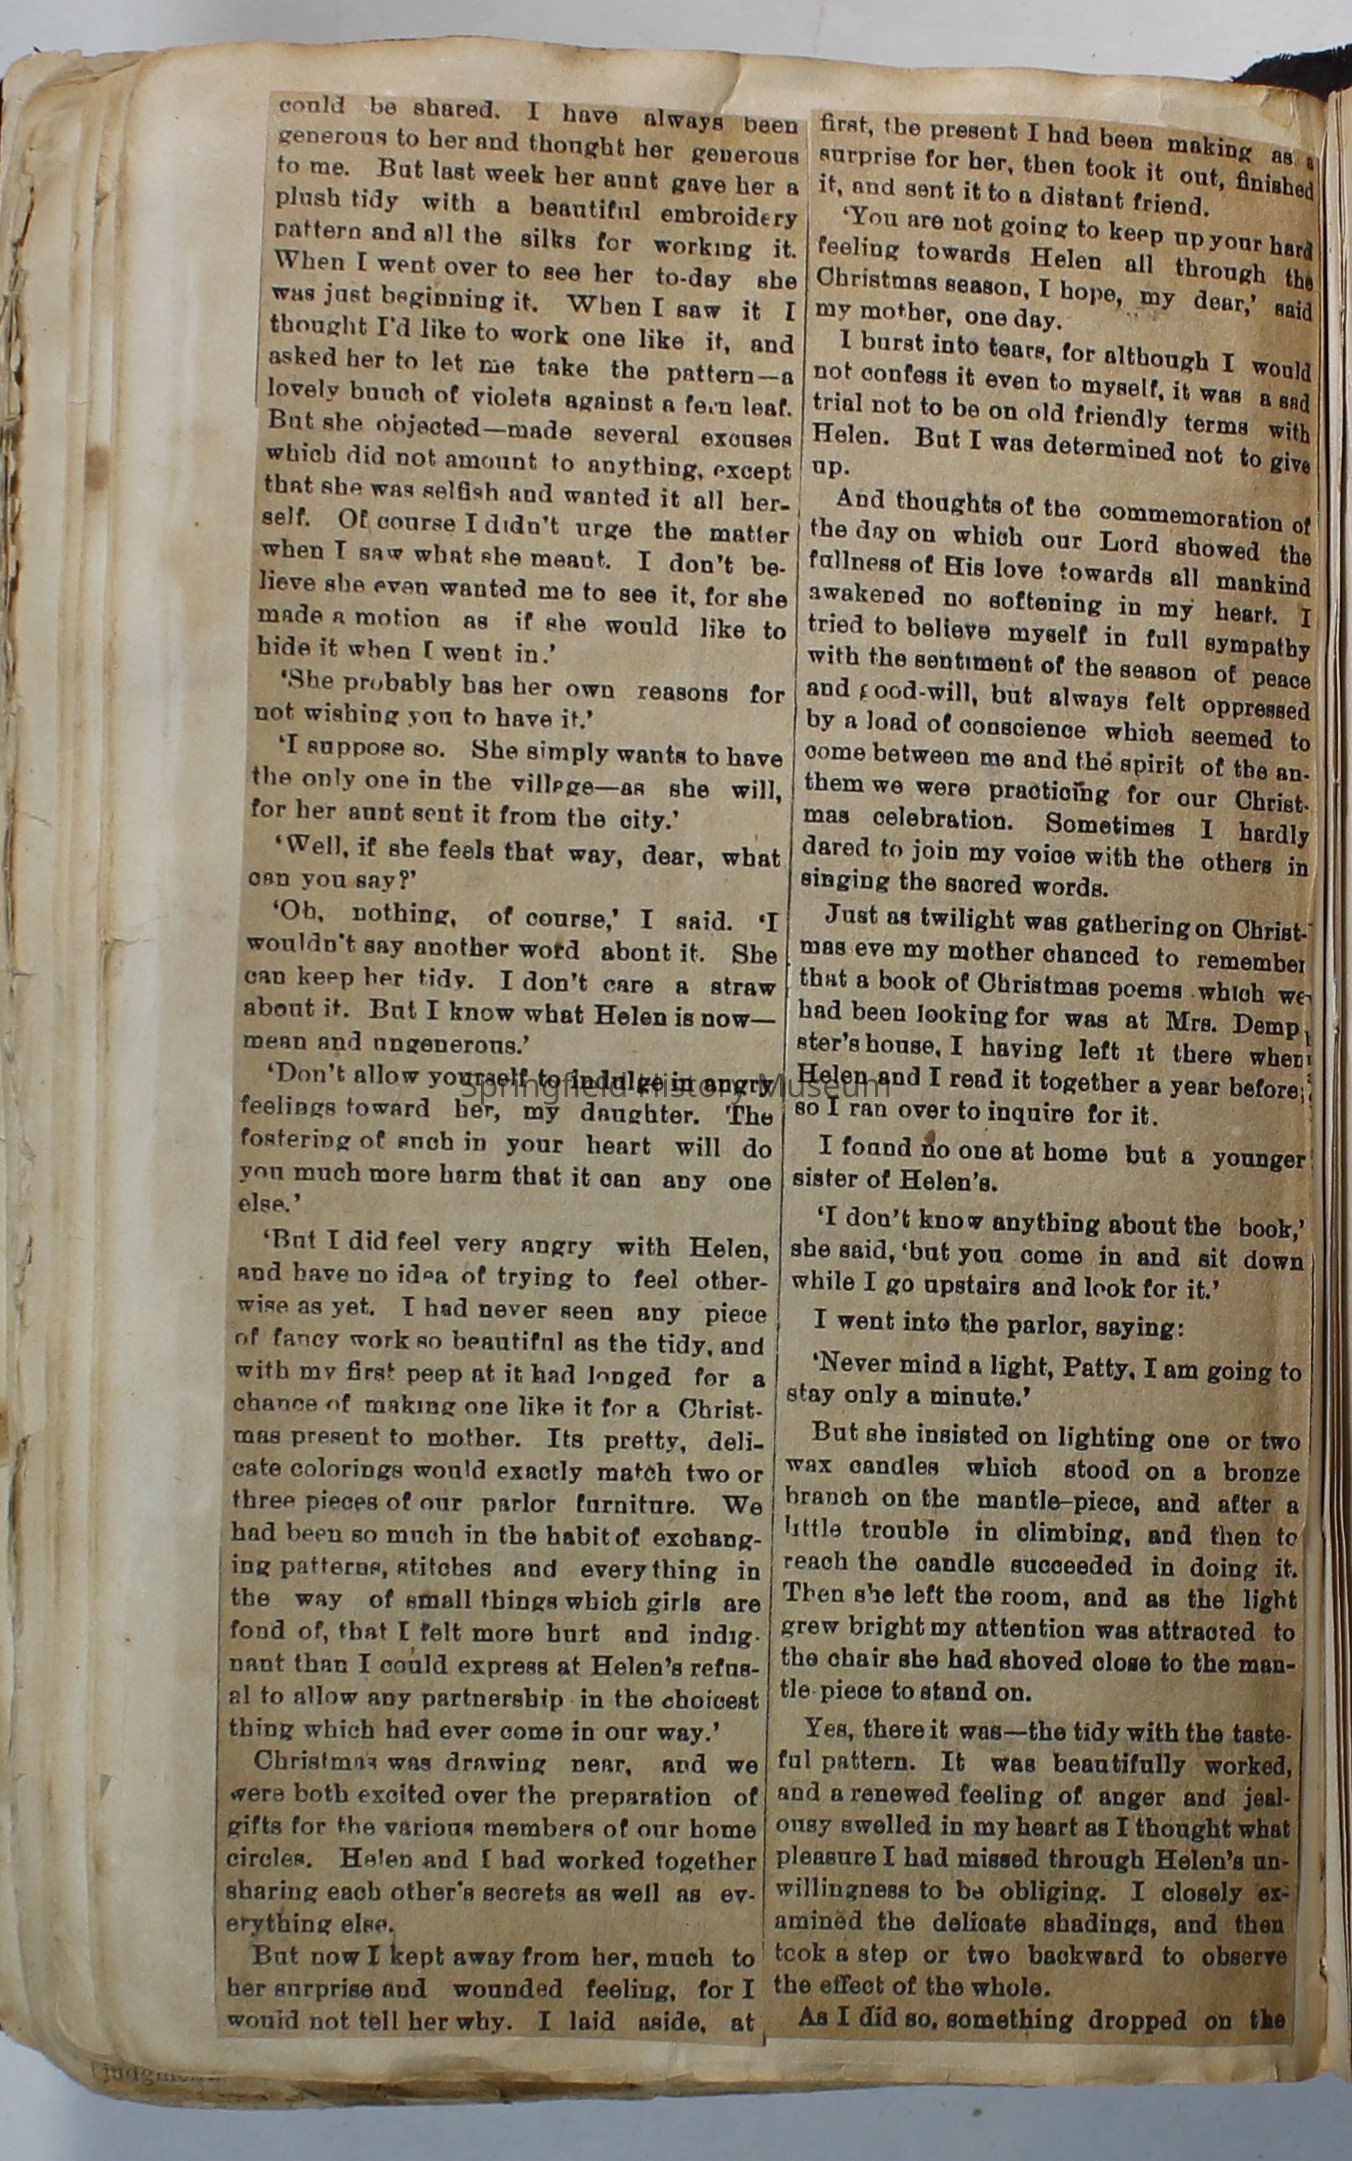 could be shared. I have always been
generous to her and thought her generous
to me. But last week her aunt gave her a
plush tidy with a beautiful embroidery
pattern and all the silks for working it.
When I went over to see her to-day she
was just beginning it. When I saw it I
thought I'd like to work one like it, and
asked her to let me take the pattern—a
lovely bunch of violets against a fern leaf.
But she objected—made several excuses
which did not amount to anything, except
that she was selfish and wanted it all her-
self. Of course I didn't urge the matter
when I saw what she meant. I don't be-
lieve she even wanted me to see it, for she
made a motion as if she would like to
hide it when I went in.'
'She probably has her own reasons for
not wishing you to have it.'
'I suppose so. She simply wants to have
the only one in the village—as she will,
for her aunt sent it from the city.'
'Well, if she feels that way, dear, what
can you say?'
'Oh, nothing, of course,' I said. 'I
wouldn't say another word about it. She
can keep her tidy. I don't care a straw
about it. But I know what Helen is now—
mean and ungenerous.'
'Don't allow yourself to indulge in angry
feelings toward her, my daughter. The
fostering of such in your heart will do
you much more harm that it can any one
else.'
'But I did feel very angry with Helen,
and have no idea of trying to feel other-
wise as yet. I had never seen any piece
of fancy work so beautiful as the tidy, and
with my first peep at it had longed for a
chance of making one like it for a Christ-
mas present to mother. Its pretty, deli-
cate colorings would exactly match two or
three pieces of our parlor furniture. We
had been so much in the habit of exchang-
ing patterns, stitches and everything in
the way of small things which girls are
fond of, that I felt more hurt and indig-
nant than I could express at Helen's refus-
al to allow any partnership in the choicest
thing which had ever come in our way.'
Christmas was drawing near, and we
were both excited over the preparation of
gifts for the various members of our home
circles. Helen and I had worked together
sharing each other's secrets as well as ev-
erything else.
But now I kept away from her, much to
her surprise and wounded feeling, for I
would not tell her why. I laid aside, at
first, the present I had been making as a
surprise for her, then took it out, finished
it, and sent it to a distant friend.
'You are not going to keep up your hard
feeling towards Helen all through the
Christmas season, I hope, my dear,' said
my mother, one day.
I burst into tears, for although I would
not confess it even to myself, it was a sad
trial not to be on old friendly terms with
Helen. But I was determined not to give
up.
And thoughts of the commemoration of
the day on which our Lord showed the
fullness of His love towards all mankind
awakened no softening in my heart. I
tried to believe myself in full sympathy
with the sentiment of the season of peace
and good-will, but always felt oppressed
by a load of conscience which seemed to
come between me and the spirit of the an-
them we were practicing for our Christ-
mas celebration. Sometimes I hardly
dared to join my voice with the others in
singing the sacred words.
Just as twilight was gathering on Christ-
mas eve my mother chanced to remember
that a book of Christmas poems which we
had been looking for was at Mrs. Demp
ster's house, I having left it there when
Helen and I read it together a year before;
so I ran over to inquire for it.
I found no one at home but a younger
sister of Helen's.
'I don't know anything about the book,'
she said, 'but you come in and sit down
while I go upstairs and look for it.'
I went into the parlor, saying:
'Never mind a light, Patty, I am going to
stay only a minute.'
But she insisted on lighting one or two
wax candles which stood on a bronze
branch on the mantle-piece, and after a
little trouble in climbing, and then to
reach the candle succeeded in doing it.
Then she left the room, and as the light
grew bright my attention was attracted to
the chair she had shoved close to the man-
tle-piece to stand on.
Yes, there it was—the tidy with the taste-
ful pattern. It was beautifully worked,
and a renewed feeling of anger and jeal-
ousy swelled in my heart as I thought what
pleasure I had missed through Helen's un-
willingness to be obliging. I closely ex-
amined the delicate shadings, and then
took a step or two backward to observe
the effect of the whole.
As I did so, something dropped on the
Springfield History Museum